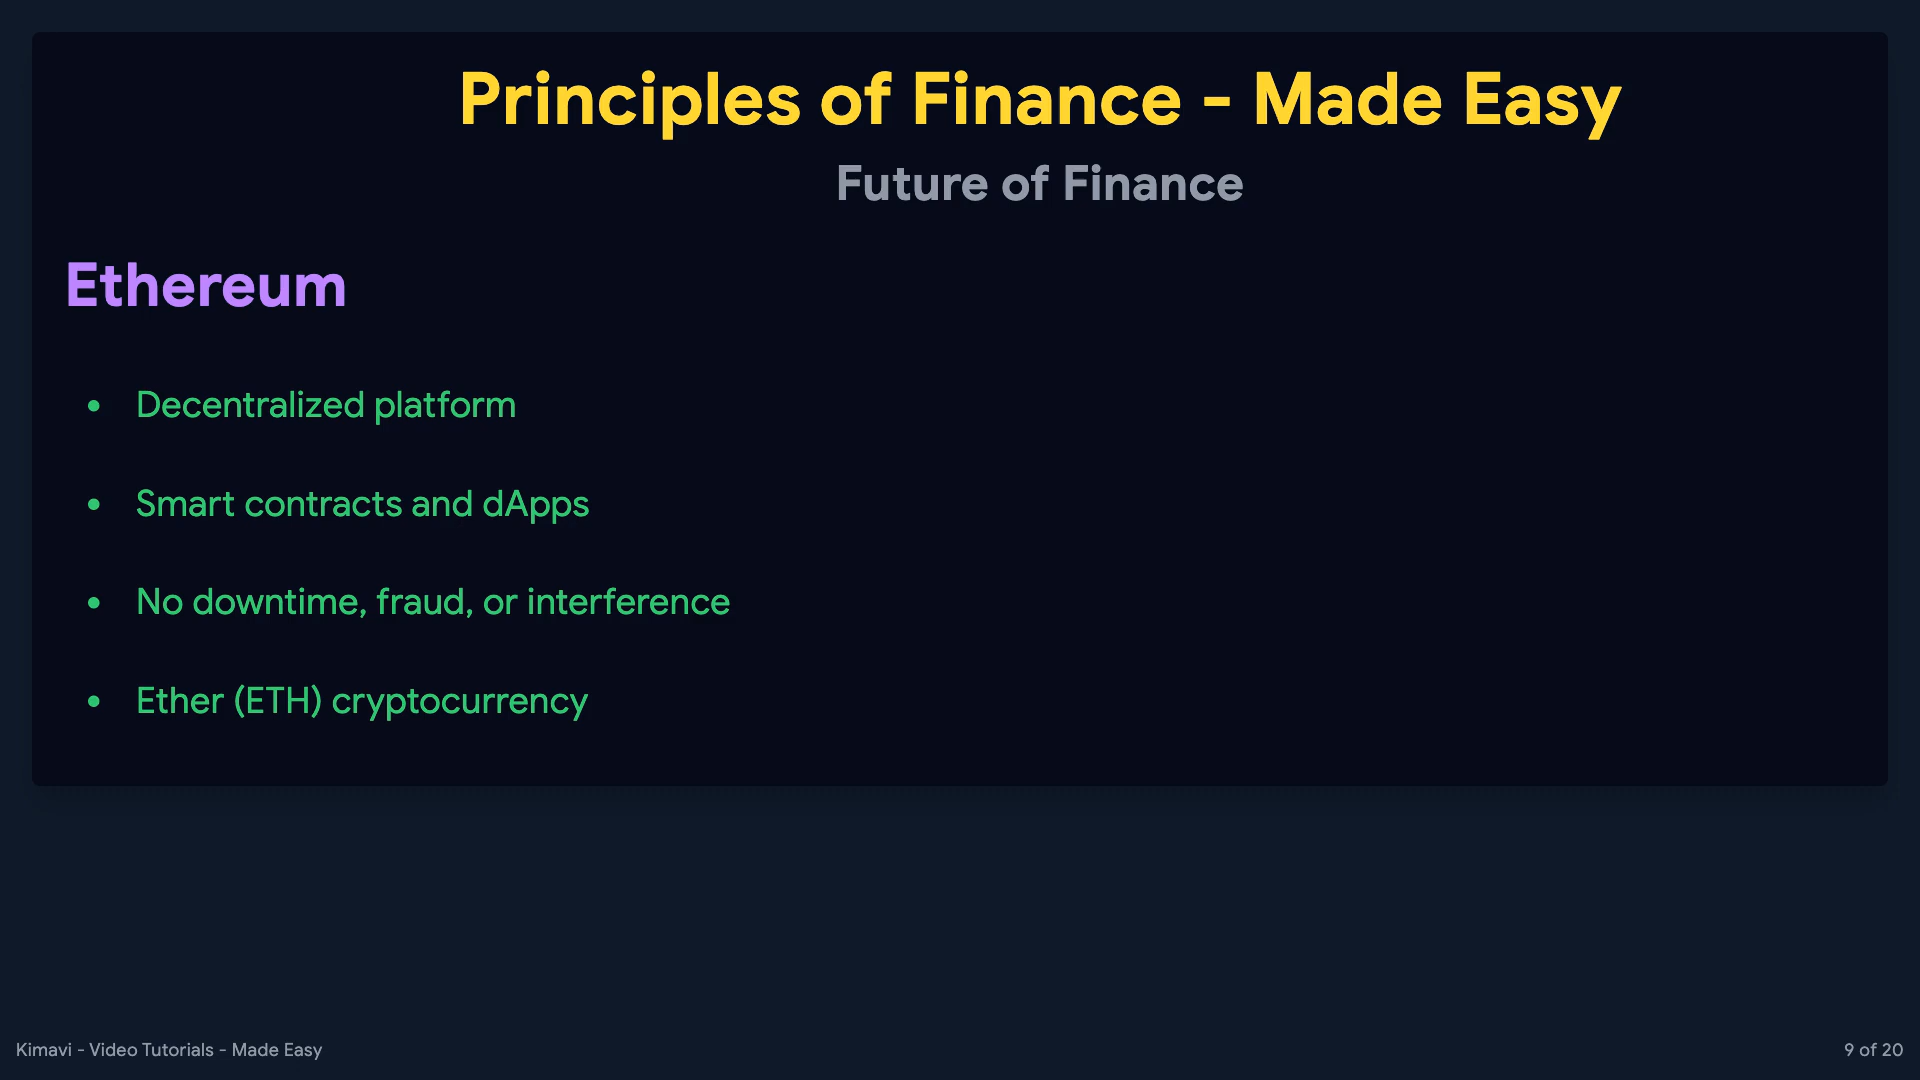 Principles of Finance - Made Easy
Future of Finance
Ethereum
• Decentralized platform
• Smart contracts and dApps
• No downtime, fraud, or interference
• Ether (ETH) cryptocurrency
Kimavi - Video Tutorials - Made Easy
9 of 20